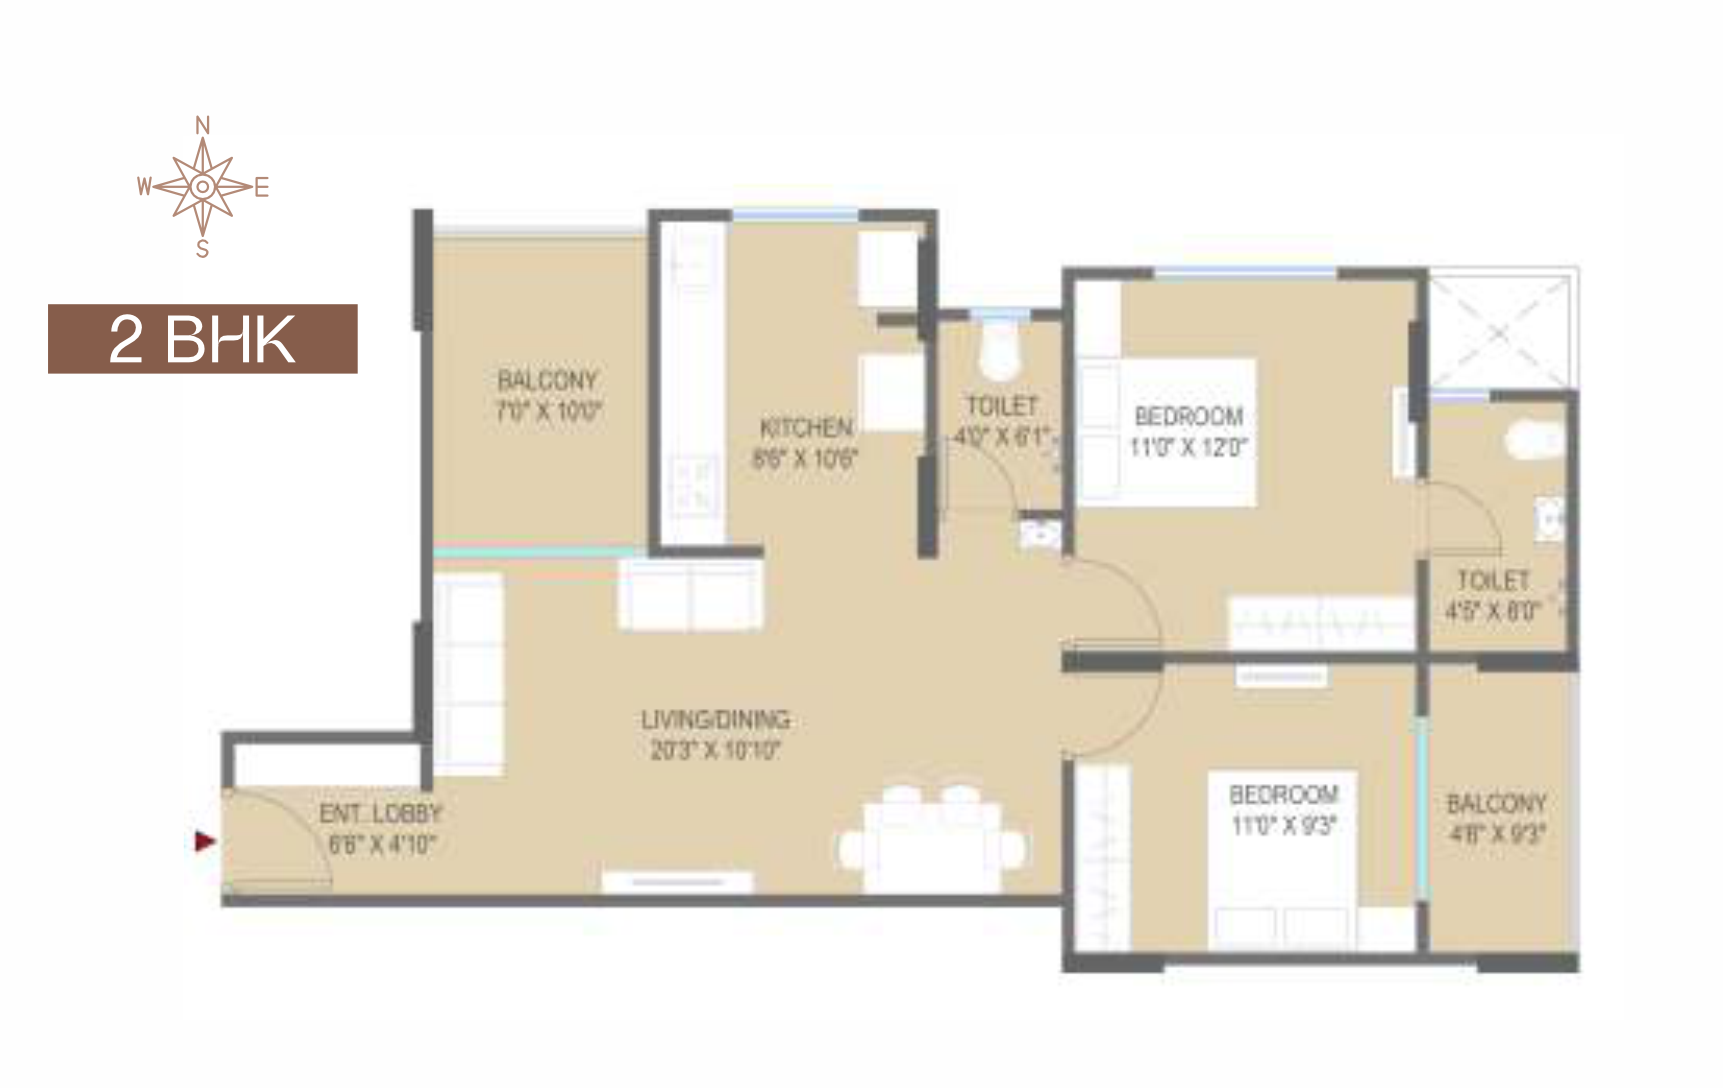 N
W E
S
2 BHK
BALCONY
7'0" X 10'0"
KITCHEN
8'6" X 10'6"
TOILET
4'0" X 6'1"
BEDROOM
11'0" X 12'0"
TOILET
4'5" X 8'0"
LIVING/DINING
20'3" X 10'10"
ENT. LOBBY
6'6" X 4'10"
BEDROOM
11'0" X 9'3"
BALCONY
4'6" X 9'3"